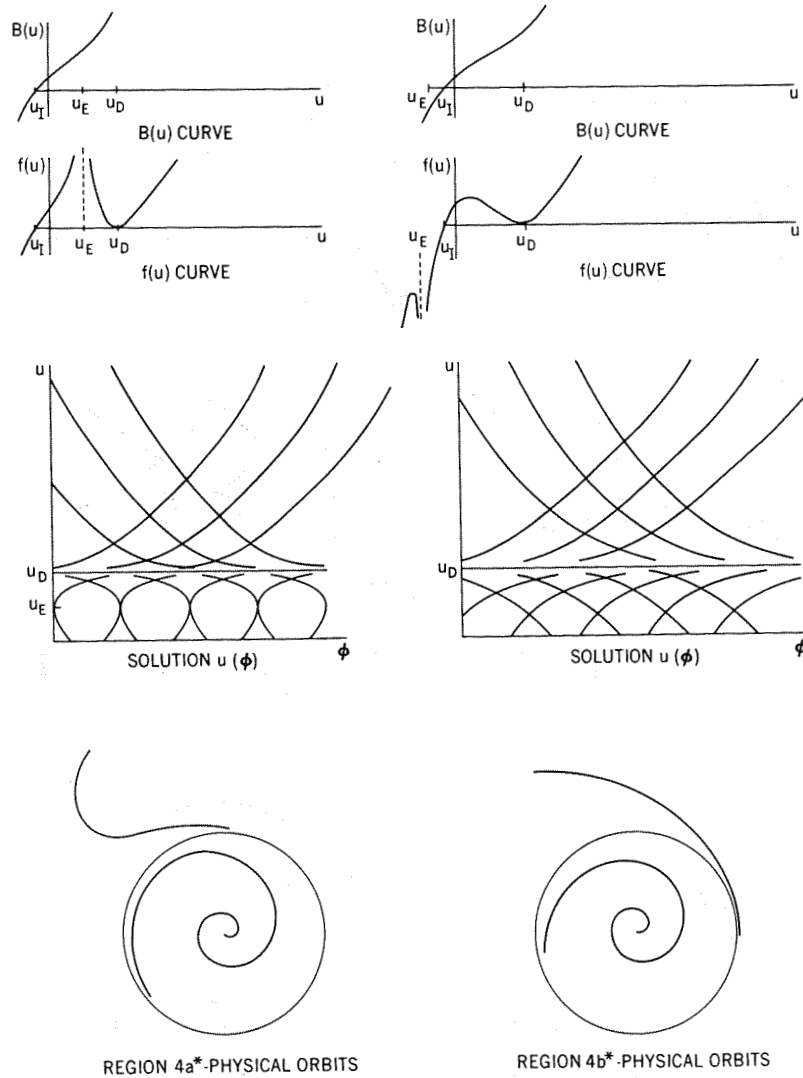 B(u)
u_I u_E u_D u
B(u) CURVE
f(u)
u_I u_E u_D u
f(u) CURVE
u
u_D
u_E
φ
SOLUTION u (φ)
REGION 4a*-PHYSICAL ORBITS
B(u)
u_E u_I u_D u
B(u) CURVE
f(u)
u_E u_I u_D u
f(u) CURVE
u
u_D
φ
SOLUTION u(φ)
REGION 4b*-PHYSICAL ORBITS